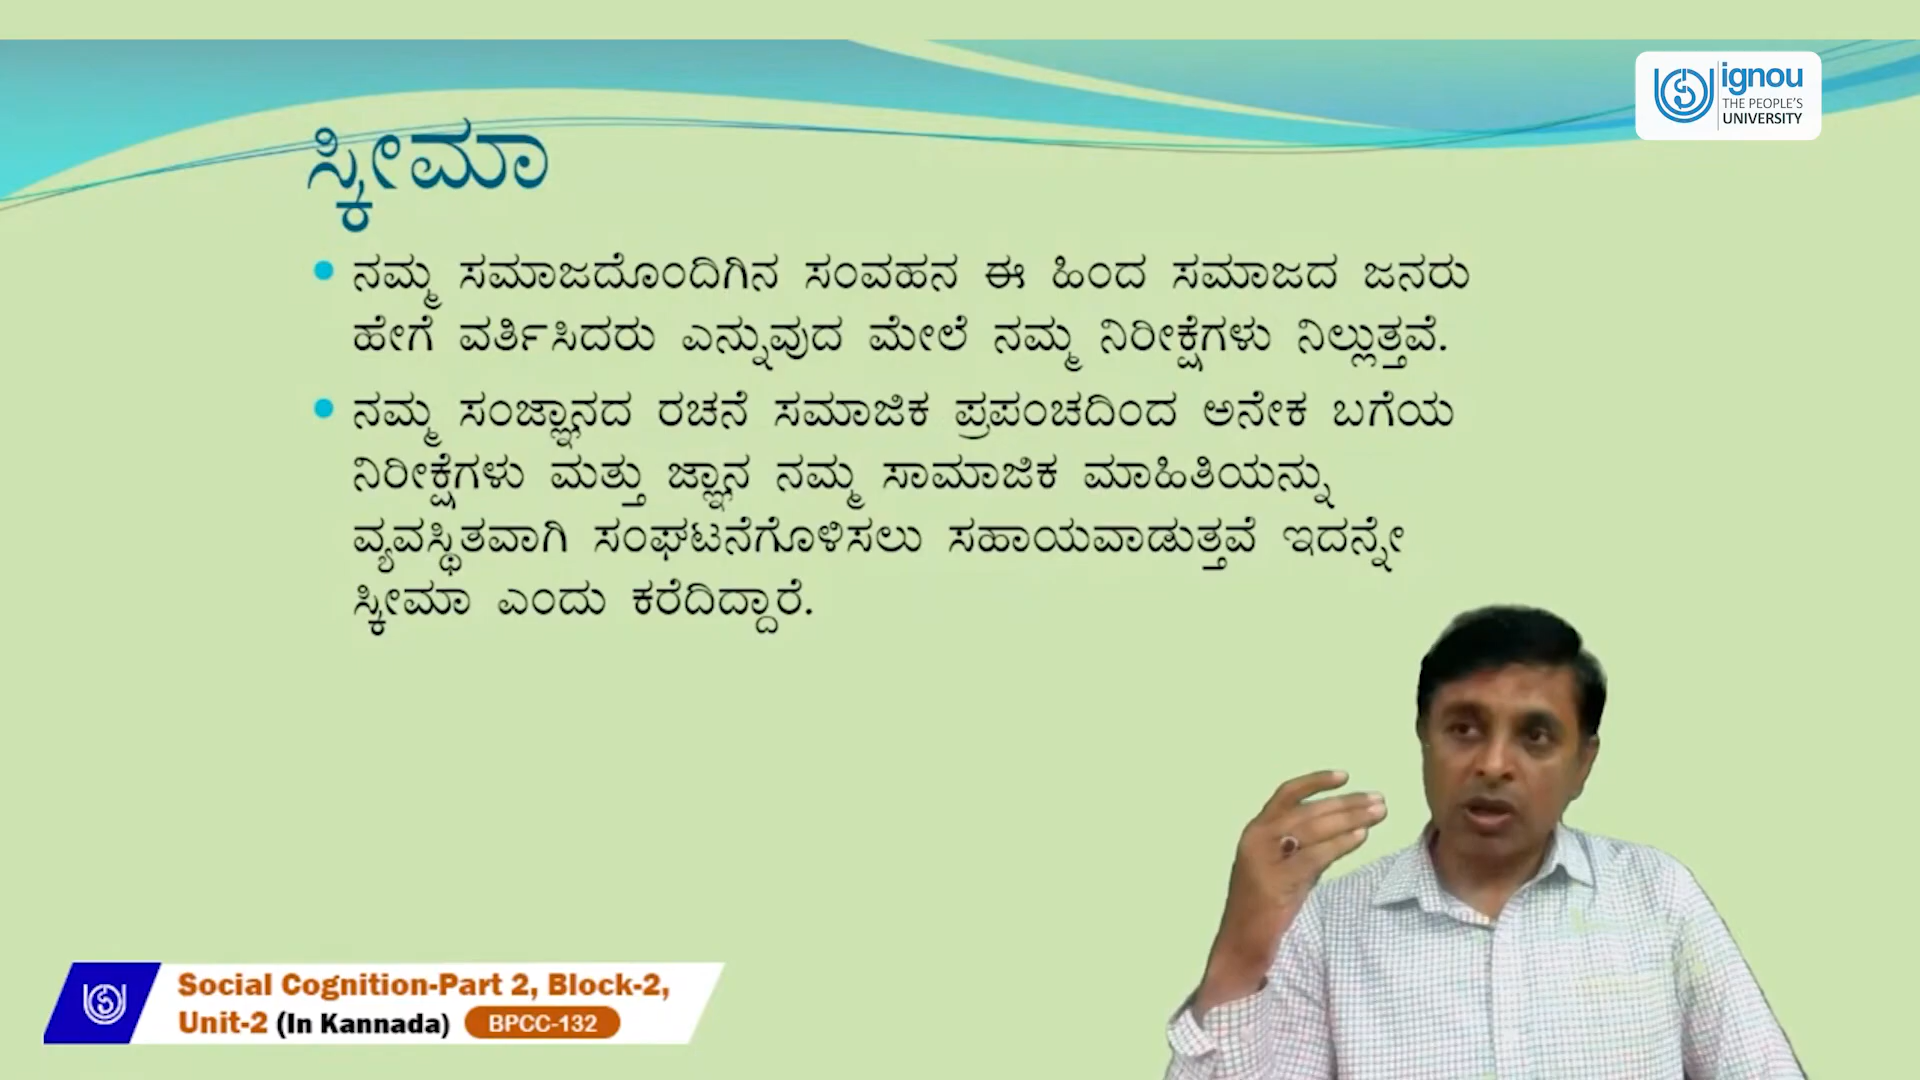 ignou
THE PEOPLE'S
UNIVERSITY
ಸ್ಕೀಮಾ
• ನಮ್ಮ ಸಮಾಜದೊಂದಿಗಿನ ಸಂವಹನ ಈ ಹಿಂದ ಸಮಾಜದ ಜನರು
ಹೇಗೆ ವರ್ತಿಸಿದರು ಎನ್ನುವುದ ಮೇಲೆ ನಮ್ಮ ನಿರೀಕ್ಷೆಗಳು ನಿಲ್ಲುತ್ತವೆ.
• ನಮ್ಮ ಸಂಜ್ಞಾನದ ರಚನೆ ಸಮಾಜಿಕ ಪ್ರಪಂಚದಿಂದ ಅನೇಕ ಬಗೆಯ
ನಿರೀಕ್ಷೆಗಳು ಮತ್ತು ಜ್ಞಾನ ನಮ್ಮ ಸಾಮಾಜಿಕ ಮಾಹಿತಿಯನ್ನು
ವ್ಯವಸ್ಥಿತವಾಗಿ ಸಂಘಟನೆಗೊಳಿಸಲು ಸಹಾಯವಾಡುತ್ತವೆ ಇದನ್ನೇ
ಸ್ಕೀಮಾ ಎಂದು ಕರೆದಿದ್ದಾರೆ.
Social Cognition-Part 2, Block-2,
Unit-2 (In Kannada) BPCC-132